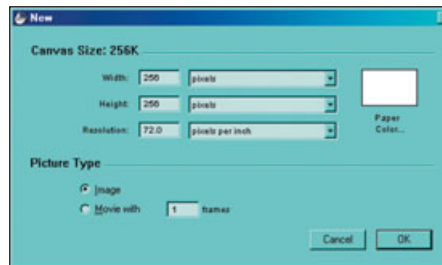 New
Canvas Size: 256K
Width: 256 pixels
Height: 256 pixels
Resolution: 72.0 pixels per inch
Paper
Color...
Picture Type
Image
Movie with 1 frames
Cancel OK